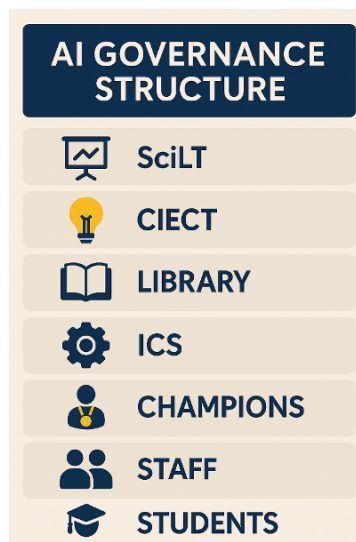 AI GOVERNANCE
STRUCTURE
SciLT
CIECT
LIBRARY
ICS
CHAMPIONS
STAFF
STUDENTS